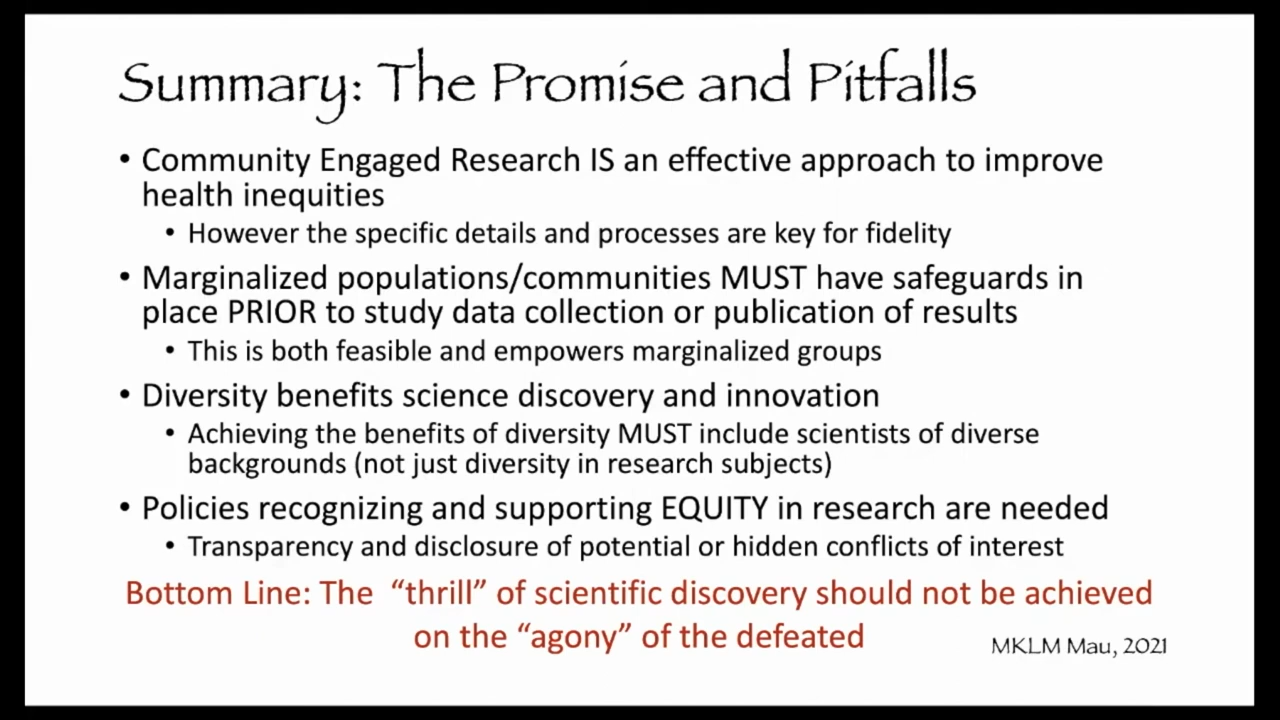 Summary: The Promise and Pitfalls
• Community Engaged Research IS an effective approach to improve
health inequities
• However the specific details and processes are key for fidelity
• Marginalized populations/communities MUST have safeguards in
place PRIOR to study data collection or publication of results
• This is both feasible and empowers marginalized groups
• Diversity benefits science discovery and innovation
• Achieving the benefits of diversity MUST include scientists of diverse
backgrounds (not just diversity in research subjects)
• Policies recognizing and supporting EQUITY in research are needed
• Transparency and disclosure of potential or hidden conflicts of interest
Bottom Line: The “thrill” of scientific discovery should not be achieved
on the “agony” of the defeated
MKLM Mau, 2021